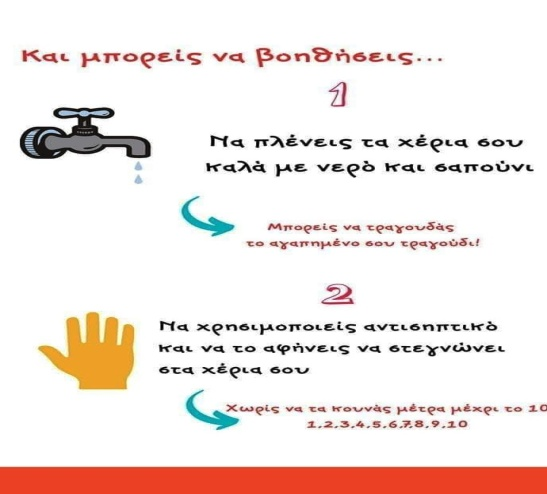 Και μπορείς να βοηθήσεις...
1
Να πλένεις τα χέρια σου
καλά με νερό και σαπούνι
Μπορείς να τραγουδάς
το αγαπημένο σου τραγούδι!
2
Να χρησιμοποιείς αντισηπτικό
και να το αφήνεις να στεγνώνει
στα χέρια σου
Χωρίς να τα κουνάς μέτρα μέχρι το 10
1,2,3,4,5,6,7,8,9,10